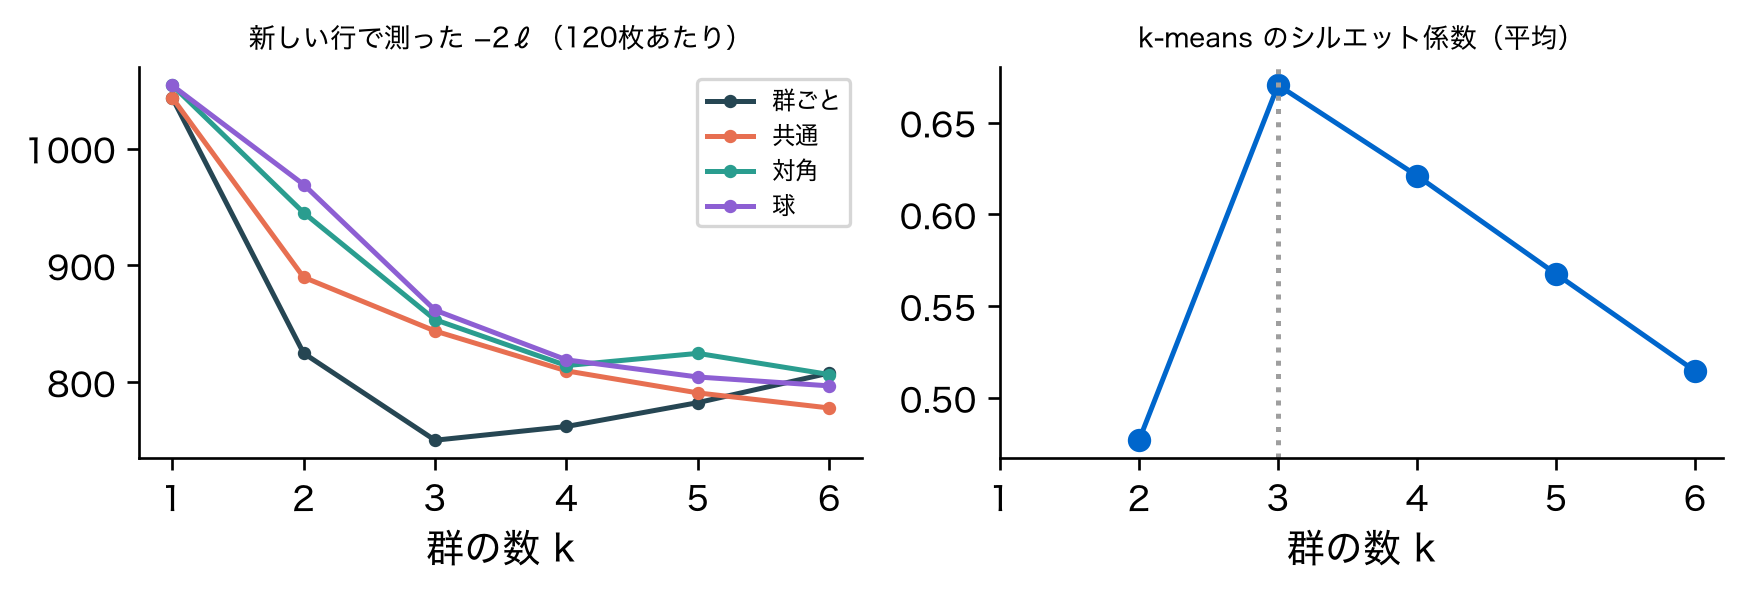 新しい行で測った −2ℓ（120枚あたり）
1000
900
800
群ごと
共通
対角
球
1 2 3 4 5 6
群の数 k
k-means のシルエット係数（平均）
0.65
0.60
0.55
0.50
1 2 3 4 5 6
群の数 k